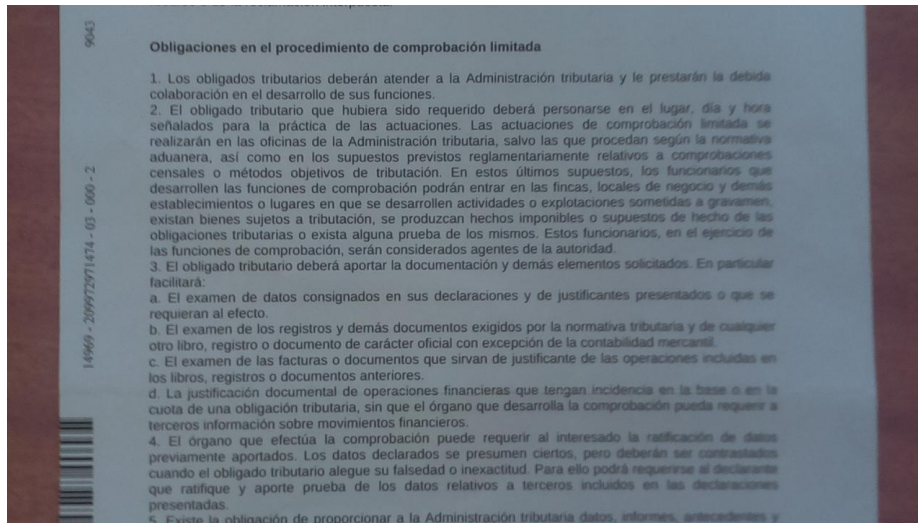 Obligaciones en el procedimiento de comprobación limitada
1. Los obligados tributarios deberán atender a la Administración tributaria y le prestarán la debida
colaboración en el desarrollo de sus funciones.
2. El obligado tributario que hubiera sido requerido deberá personarse en el lugar, día y hora
señalados para la práctica de las actuaciones. Las actuaciones de comprobación limitada se
realizarán en las oficinas de la Administración tributaria, salvo las que procedan según la normativa
aduanera, así como en los supuestos previstos reglamentariamente relativos a comprobaciones
censales o métodos objetivos de tributación. En estos últimos supuestos, los funcionarios que
desarrollen las funciones de comprobación podrán entrar en las fincas, locales de negocio y demás
establecimientos o lugares en que se desarrollen actividades o explotaciones sometidas a gravamen,
existan bienes sujetos a tributación, se produzcan hechos imponibles o supuestos de hecho de las
obligaciones tributarias o exista alguna prueba de los mismos. Estos funcionarios, en el ejercicio de
las funciones de comprobación, serán considerados agentes de la autoridad.
3. El obligado tributario deberá aportar la documentación y demás elementos solicitados. En particular
facilitará:
a. El examen de datos consignados en sus declaraciones y de justificantes presentados o que se
requieran al efecto.
b. El examen de los registros y demás documentos exigidos por la normativa tributaria y de cualquier
otro libro, registro o documento de carácter oficial con excepción de la contabilidad mercantil.
c. El examen de las facturas o documentos que sirvan de justificante de las operaciones incluidas en
los libros, registros o documentos anteriores.
d. La justificación documental de operaciones financieras que tengan incidencia en la base o en la
cuota de una obligación tributaria, sin que el órgano que desarrolla la comprobación pueda requerir a
terceros información sobre movimientos financieros.
4. El órgano que efectúa la comprobación puede requerir al interesado la ratificación de datos
previamente aportados. Los datos declarados se presumen ciertos, pero deberán ser contrastados
cuando el obligado tributario alegue su falsedad o inexactitud. Para ello podrá requerirse al declarante
que ratifique y aporte prueba de los datos relativos a terceros incluidos en las declaraciones
presentadas.
5. Existe la obligación de proporcionar a la Administración tributaria datos, informes, antecedentes y
9043
14969 - 209972971474 - 03 - 000 - 2